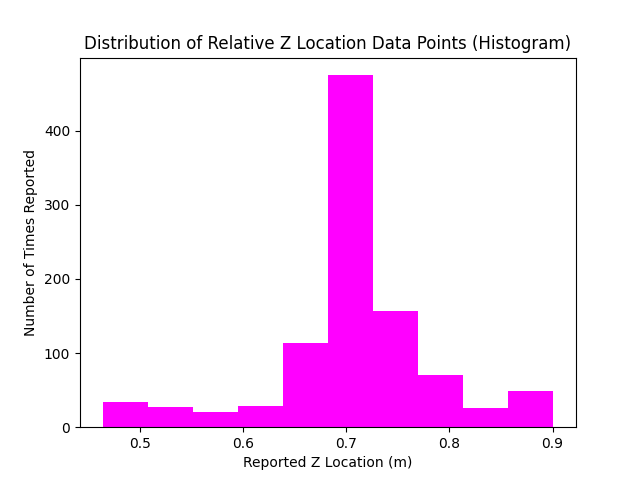 Distribution of Relative Z Location Data Points (Histogram)
Number of Times Reported
400
300
200
100
0
0.5 0.6 0.7 0.8 0.9
Reported Z Location (m)